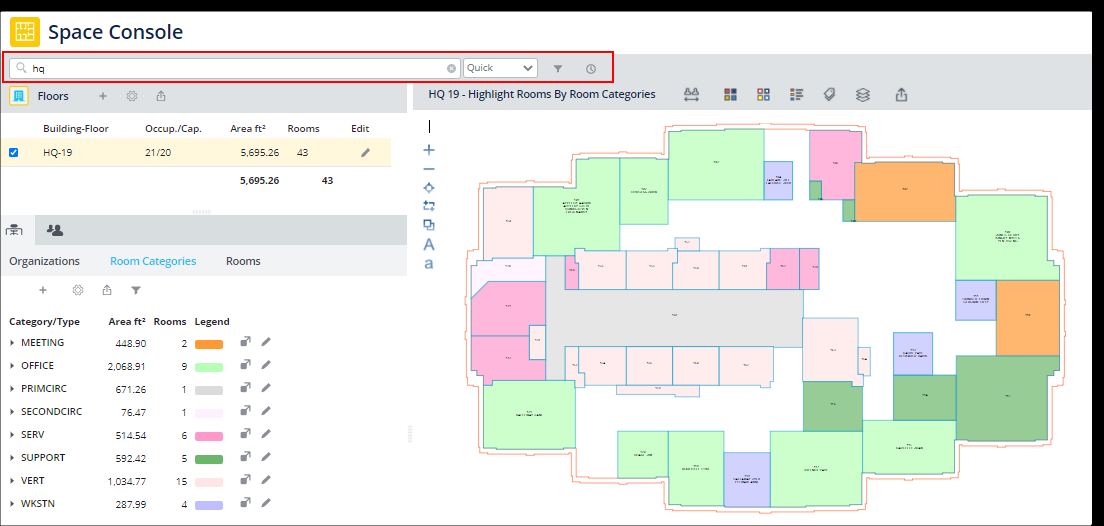 Space Console
hq
Quick
Floors
HQ 19 - Highlight Rooms By Room Categories
Building-Floor Occup./Cap. Area ft² Rooms Edit
HQ-19 21/20 5,695.26 43
5,695.26 43
Organizations Room Categories Rooms
Category/Type Area ft² Rooms Legend
MEETING 448.90 2
OFFICE 2,068.91 9
PRIMCIRC 671.26 1
SECONDCIRC 76.47 1
SERV 514.54 6
SUPPORT 592.42 5
VERT 1,034.77 15
WKSTN 287.99 4
A
a